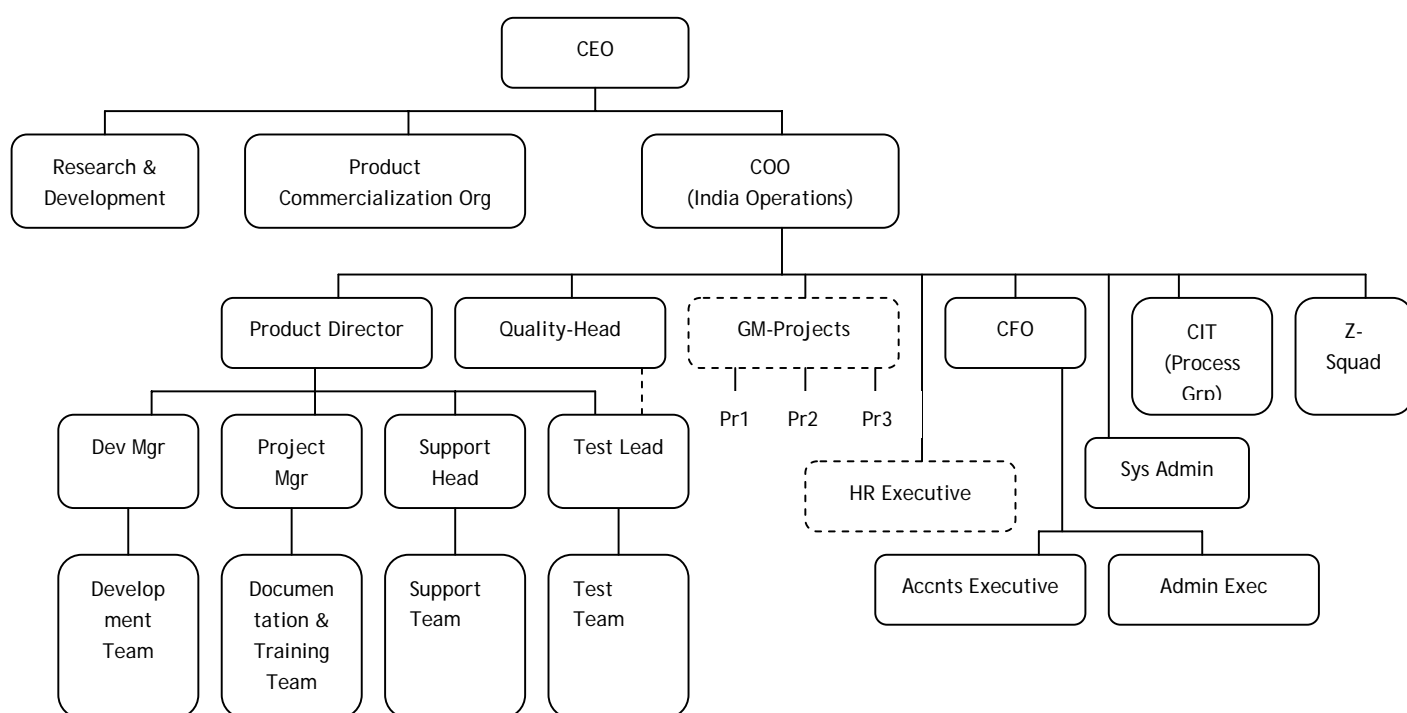 CEO
Research &
Development
Product
Commercialization Org
COO
(India Operations)
Product Director
Quality-Head
GM-Projects
CFO
CIT
(Process
Grp)
Z-
Squad
Pr1
Pr2
Pr3
Dev Mgr
Project
Mgr
Support
Head
Test Lead
Sys Admin
HR Executive
Develop
ment
Team
Documen
tation &
Training
Team
Support
Team
Test
Team
Accnts Executive
Admin Exec